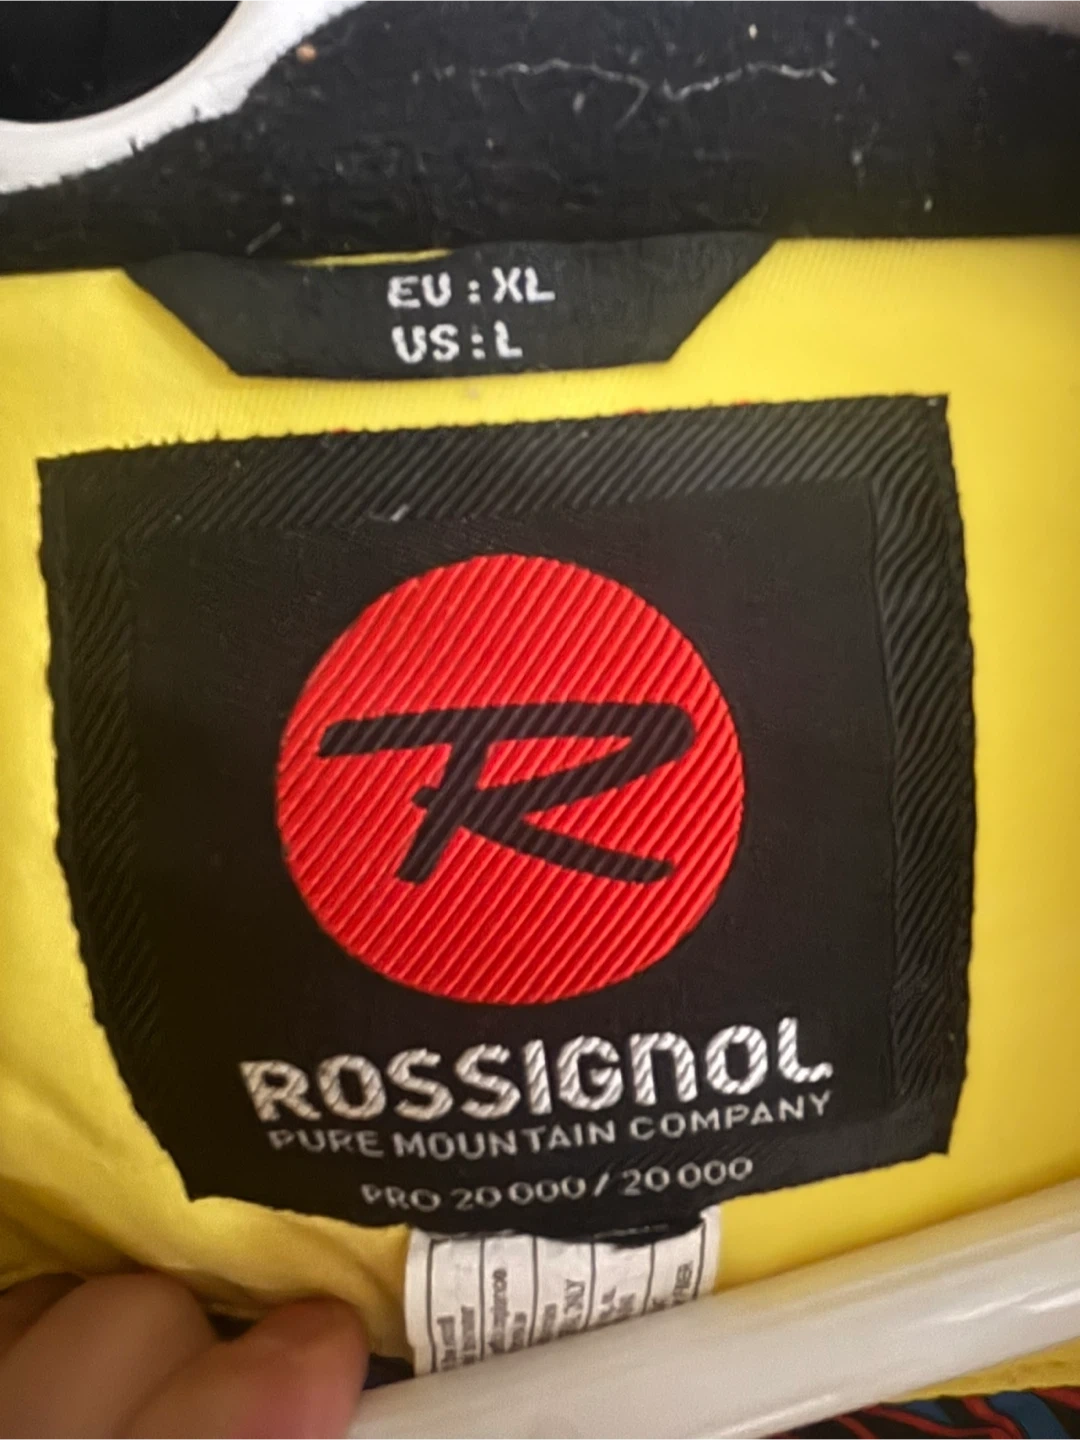 EU : XL
US : L
R
ROSSIGNOL
PURE MOUNTAIN COMPANY
PRO 20 000 / 20 000